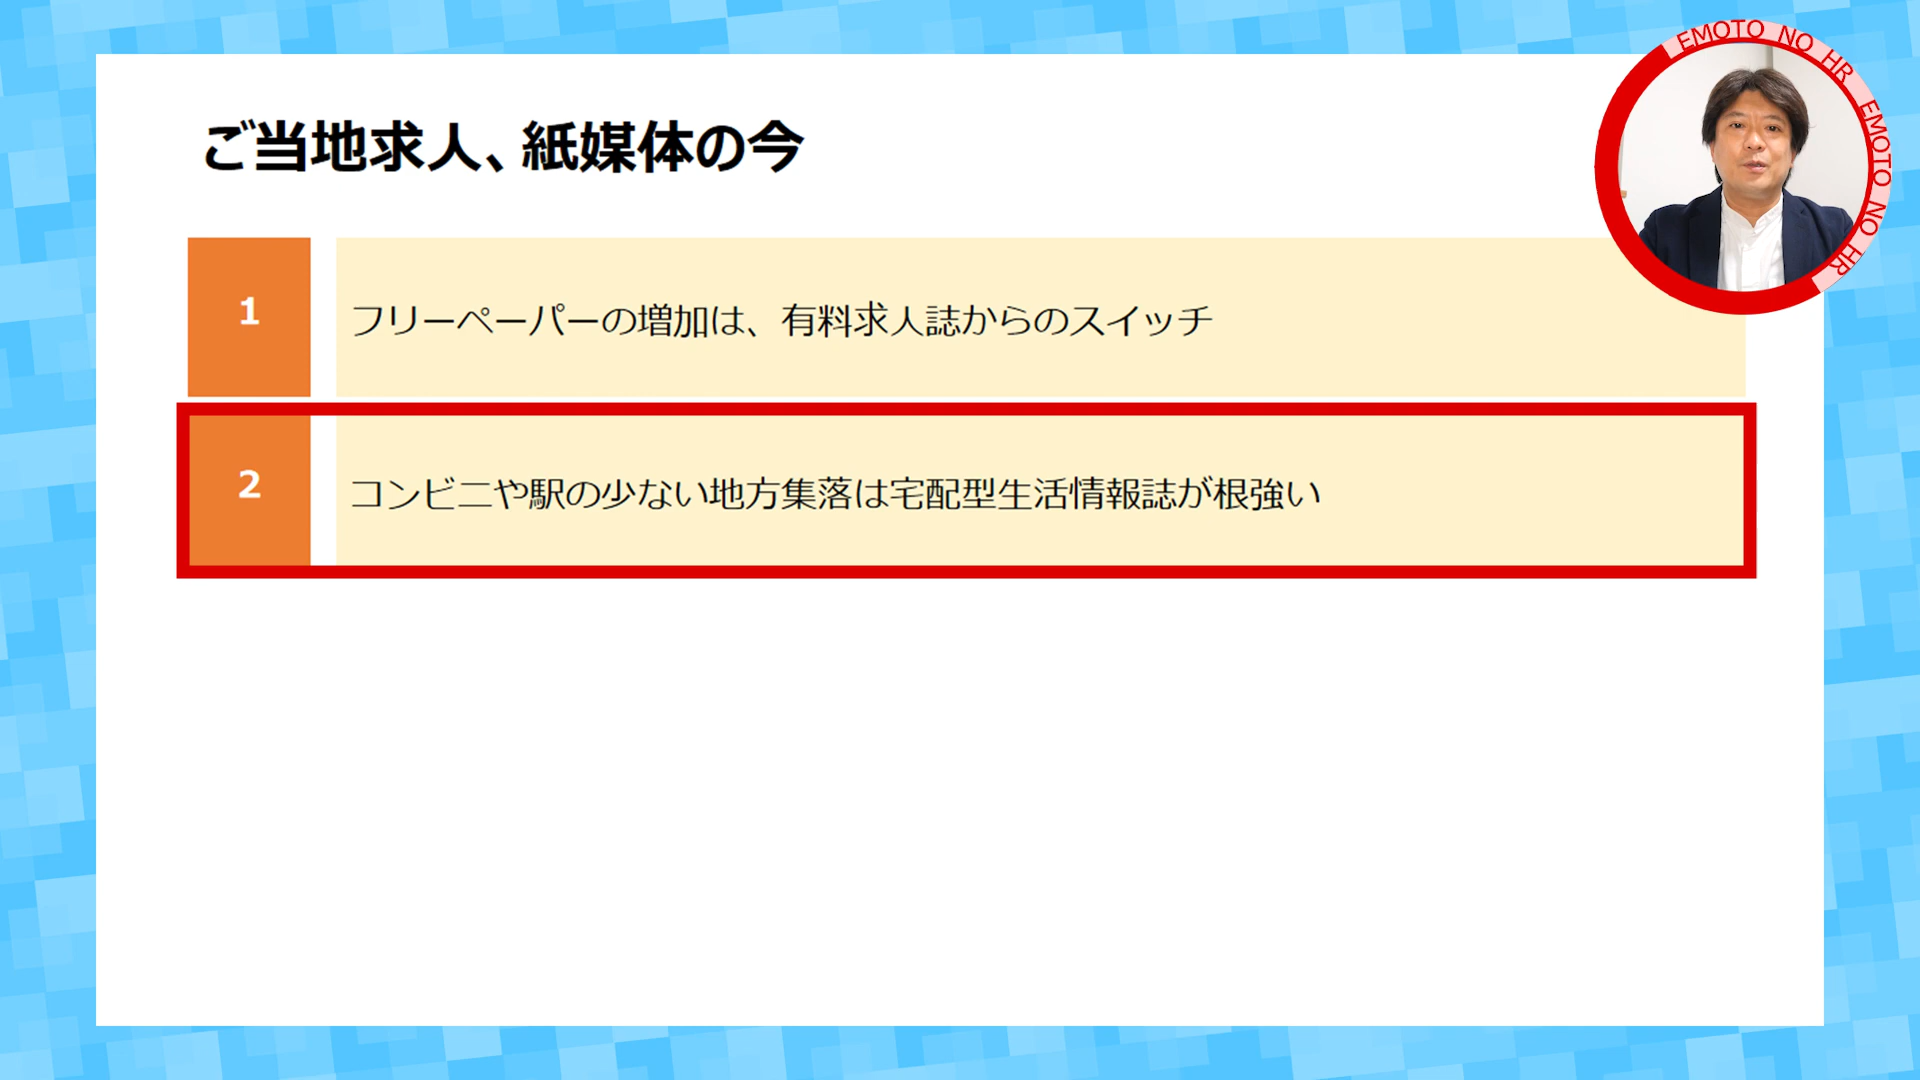 ご当地求人、紙媒体の今
EMOTO NO HR EMOTO NO HR
1
フリーペーパーの増加は、有料求人誌からのスイッチ
2
コンビニや駅の少ない地方集落は宅配型生活情報誌が根強い